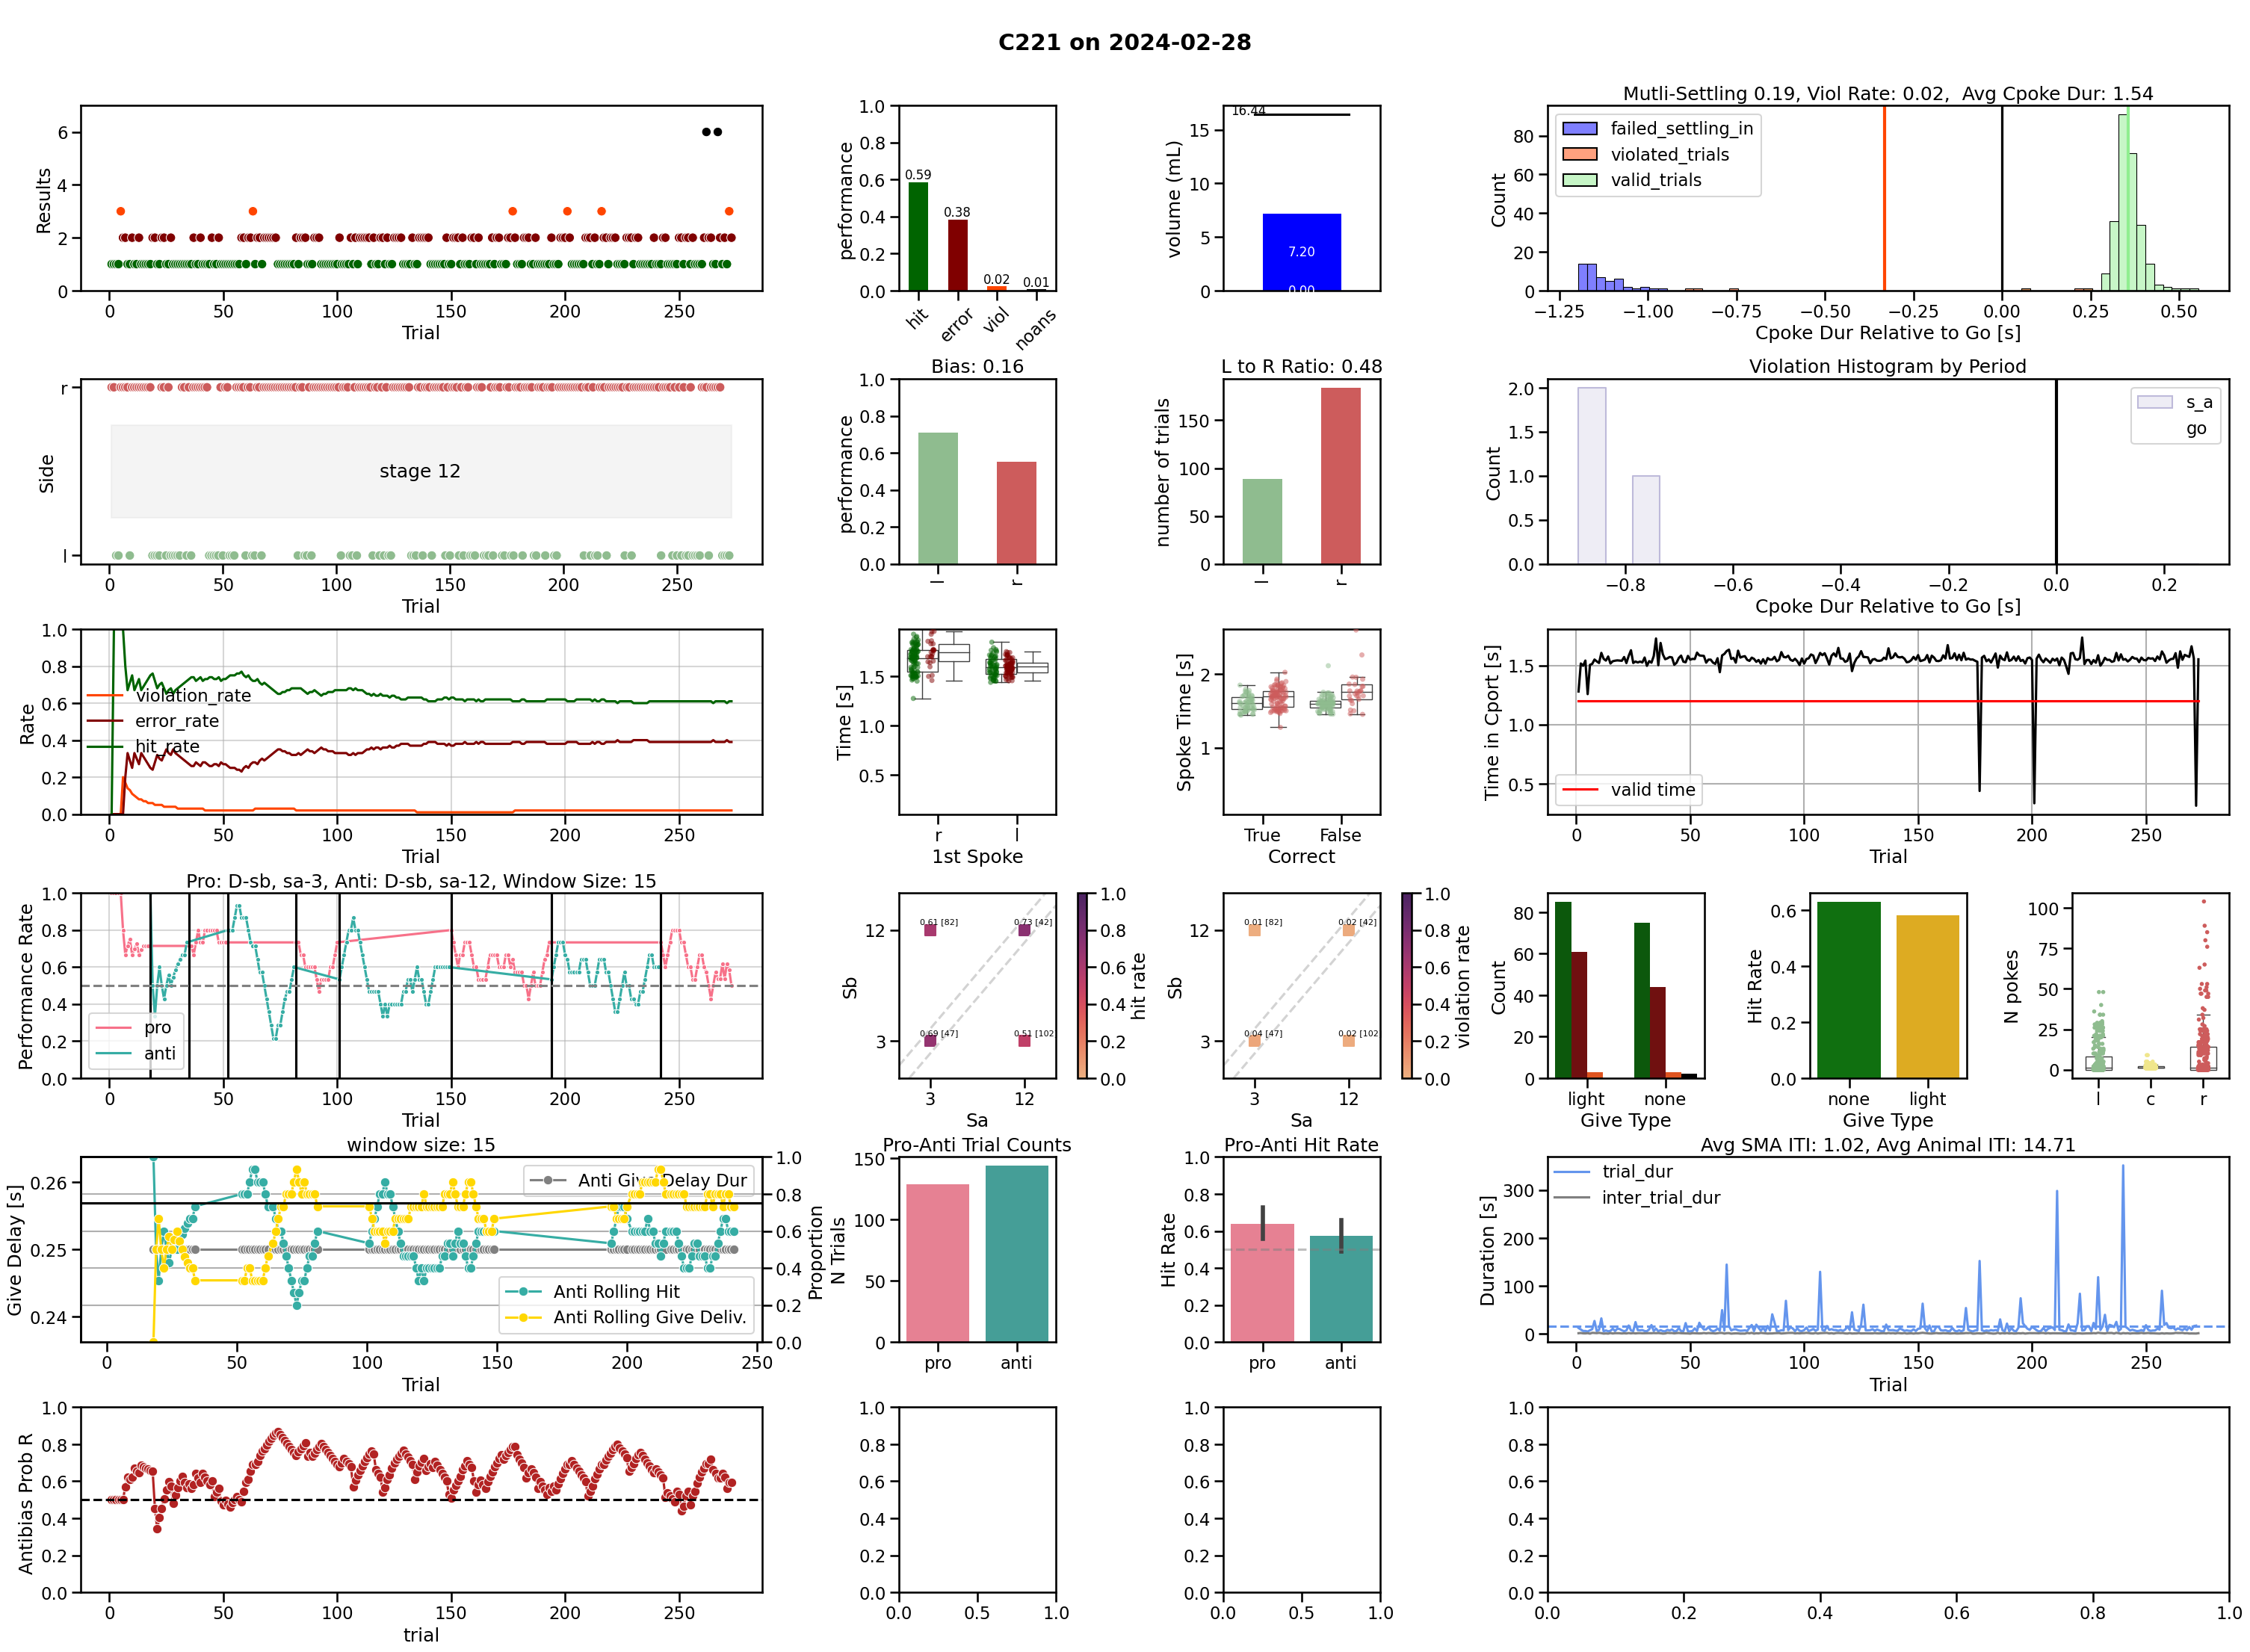 C221 on 2024-02-28
Results
0 2 4 6
0 50 100 150 200 250
Trial
performance
0.0 0.2 0.4 0.6 0.8 1.0
0.59 0.38 0.02 0.01
hit error viol noans
volume (mL)
0 5 10 15
16.44
7.20
0.00
Mutli-Settling 0.19, Viol Rate: 0.02, Avg Cpoke Dur: 1.54
failed_settling_in
violated_trials
valid_trials
Count
0 20 40 60 80
−1.25 −1.00 −0.75 −0.50 −0.25 0.00 0.25 0.50
Cpoke Dur Relative to Go [s]
Side
r
l
stage 12
0 50 100 150 200 250
Trial
Bias: 0.16
performance
0.0 0.2 0.4 0.6 0.8 1.0
l r
L to R Ratio: 0.48
number of trials
0 50 100 150
l r
Violation Histogram by Period
s_a
go
Count
0.0 0.5 1.0 1.5 2.0
−0.8 −0.6 −0.4 −0.2 0.0 0.2
Cpoke Dur Relative to Go [s]
Rate
0.0 0.2 0.4 0.6 0.8 1.0
violation_rate
error_rate
hit_rate
0 50 100 150 200 250
Trial
Time [s]
0.5 1.0 1.5
r l
1st Spoke
Spoke Time [s]
1 2
True False
Correct
Time in Cport [s]
0.5 1.0 1.5
valid time
0 50 100 150 200 250
Trial
Pro: D-sb, sa-3, Anti: D-sb, sa-12, Window Size: 15
Performance Rate
0.0 0.2 0.4 0.6 0.8 1.0
pro
anti
0 50 100 150 200 250
Trial
Sb
12
3
0.61 [82] 0.73 [42]
0.69 [47] 0.51 [102]
3 12
Sa
0.0 0.2 0.4 0.6 0.8 1.0
hit rate
Sb
12
3
0.01 [82] 0.02 [42]
0.04 [47] 0.02 [102]
3 12
Sa
0.0 0.2 0.4 0.6 0.8 1.0
violation rate
Count
0 20 40 60 80
light none
Give Type
Hit Rate
0.0 0.2 0.4 0.6
none light
Give Type
N pokes
0 25 50 75 100
l c r
window size: 15
Give Delay [s]
0.24 0.25 0.26
Anti Give Delay Dur
Anti Rolling Hit
Anti Rolling Give Deliv.
0.0 0.2 0.4 0.6 0.8 1.0
Proportion
0 50 100 150 200 250
Trial
Pro-Anti Trial Counts
N Trials
0 50 100 150
pro anti
Pro-Anti Hit Rate
Hit Rate
0.0 0.2 0.4 0.6 0.8 1.0
pro anti
Avg SMA ITI: 1.02, Avg Animal ITI: 14.71
trial_dur
inter_trial_dur
Duration [s]
0 100 200 300
0 50 100 150 200 250
Trial
Antibias Prob R
0.0 0.2 0.4 0.6 0.8 1.0
0 50 100 150 200 250
trial
0.0 0.2 0.4 0.6 0.8 1.0
0.0 0.5 1.0
0.0 0.2 0.4 0.6 0.8 1.0
0.0 0.5 1.0
0.0 0.2 0.4 0.6 0.8 1.0
0.0 0.2 0.4 0.6 0.8 1.0